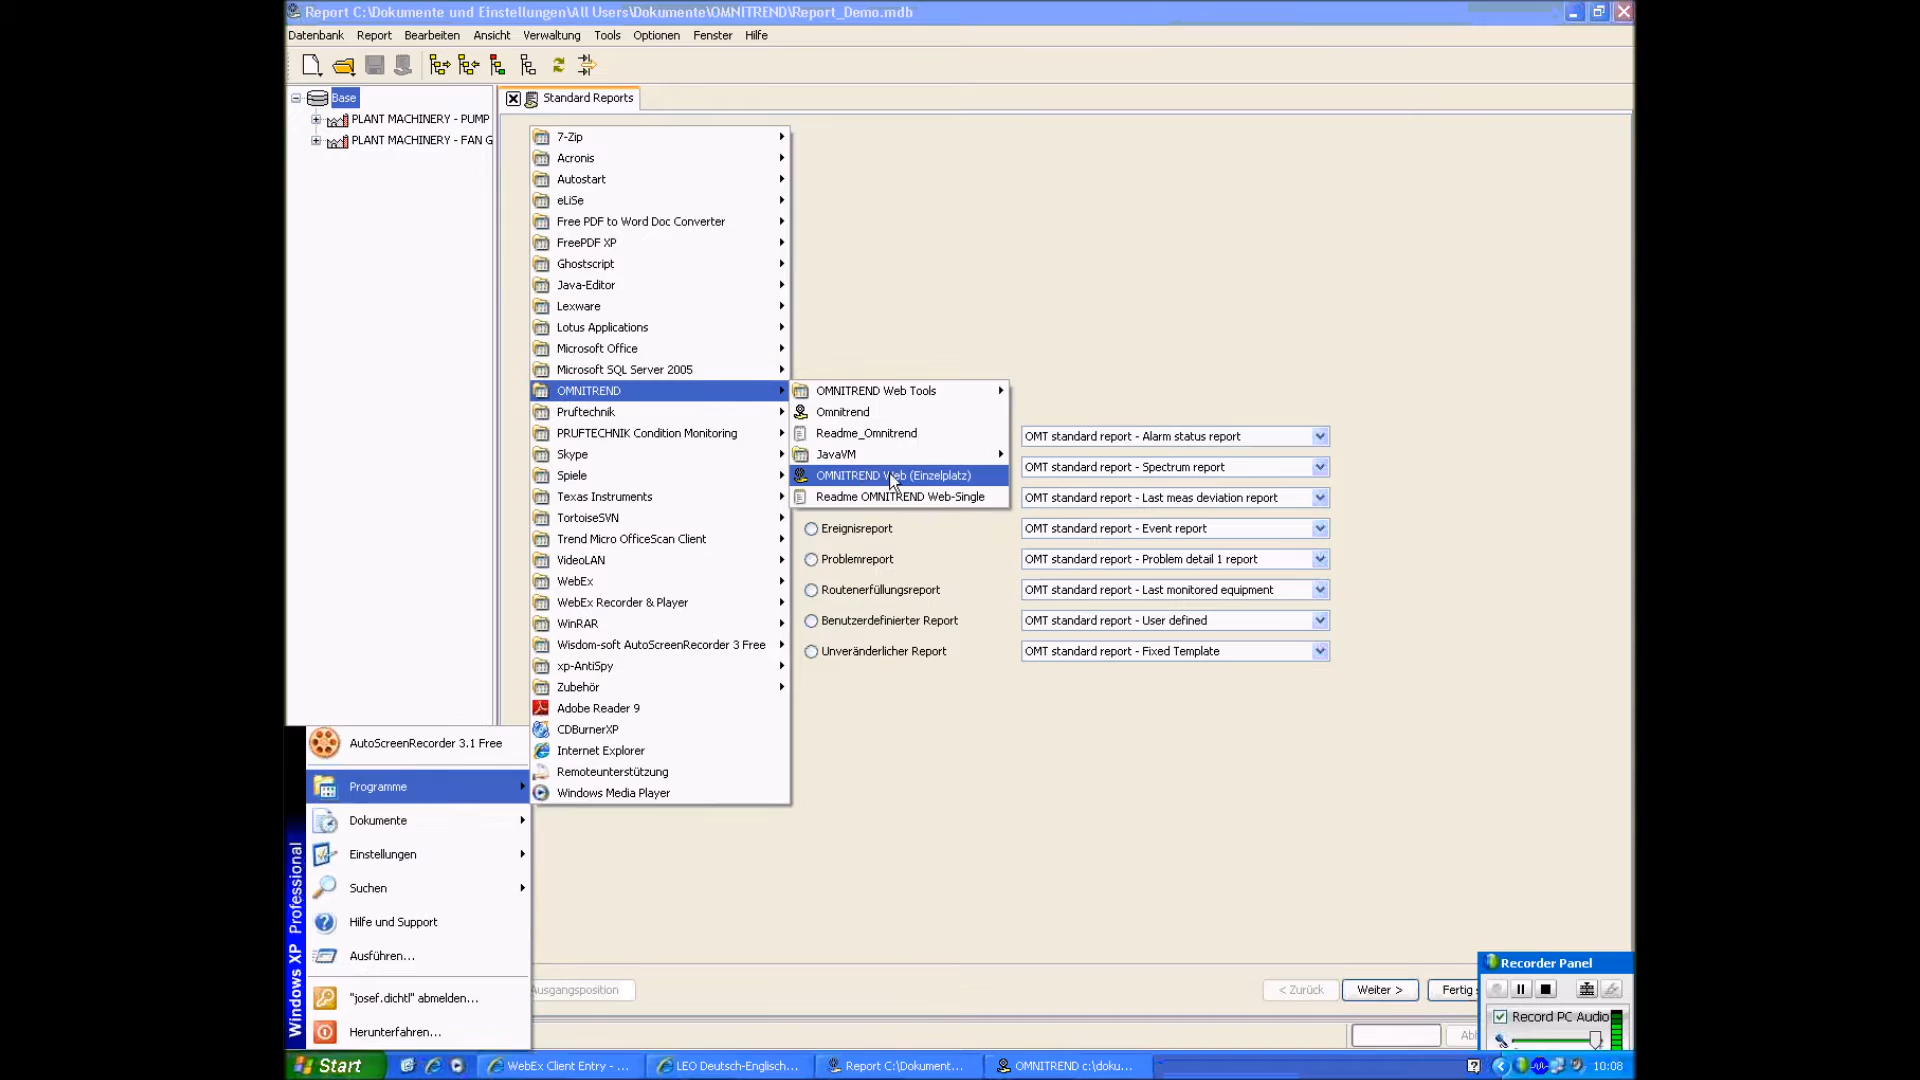 Report C:\Dokumente und Einstellungen\All Users\Dokumente\OMNITREND\Report_Demo.mdb
Datenbank Report Bearbeiten Ansicht Verwaltung Tools Optionen Fenster Hilfe
Base
PLANT MACHINERY - PUMP
PLANT MACHINERY - FAN G
Standard Reports
7-Zip
Acronis
Autostart
eLiSe
Free PDF to Word Doc Converter
FreePDF XP
Ghostscript
Java-Editor
Lexware
Lotus Applications
Microsoft Office
Microsoft SQL Server 2005
OMNITREND
Pruftechnik
PRUFTECHNIK Condition Monitoring
Skype
Spiele
Texas Instruments
TortoiseSVN
Trend Micro OfficeScan Client
VideoLAN
WebEx
WebEx Recorder & Player
WinRAR
Wisdom-soft AutoScreenRecorder 3 Free
xp-AntiSpy
Zubehör
Adobe Reader 9
CDBurnerXP
Internet Explorer
Remoteunterstützung
Windows Media Player
OMNITREND Web Tools
Omnitrend
Readme_Omnitrend
JavaVM
OMNITREND Web (Einzelplatz)
Readme OMNITREND Web-Single
OMT standard report - Alarm status report
OMT standard report - Spectrum report
OMT standard report - Last meas deviation report
Ereignisreport OMT standard report - Event report
Problemreport OMT standard report - Problem detail 1 report
Routenerfüllungsreport OMT standard report - Last monitored equipment
Benutzerdefinierter Report OMT standard report - User defined
Unveränderlicher Report OMT standard report - Fixed Template
AutoScreenRecorder 3.1 Free
Programme
Dokumente
Einstellungen
Suchen
Hilfe und Support
Ausführen...
"josef.dichtl" abmelden...
Herunterfahren...
Windows XP Professional
Ausgangsposition
< Zurück Weiter > Fertig
Abl
Recorder Panel
Record PC Audio
Start WebEx Client Entry - ... LEO Deutsch-Englisch... Report C:\Dokument... OMNITREND c:\doku... 10:08